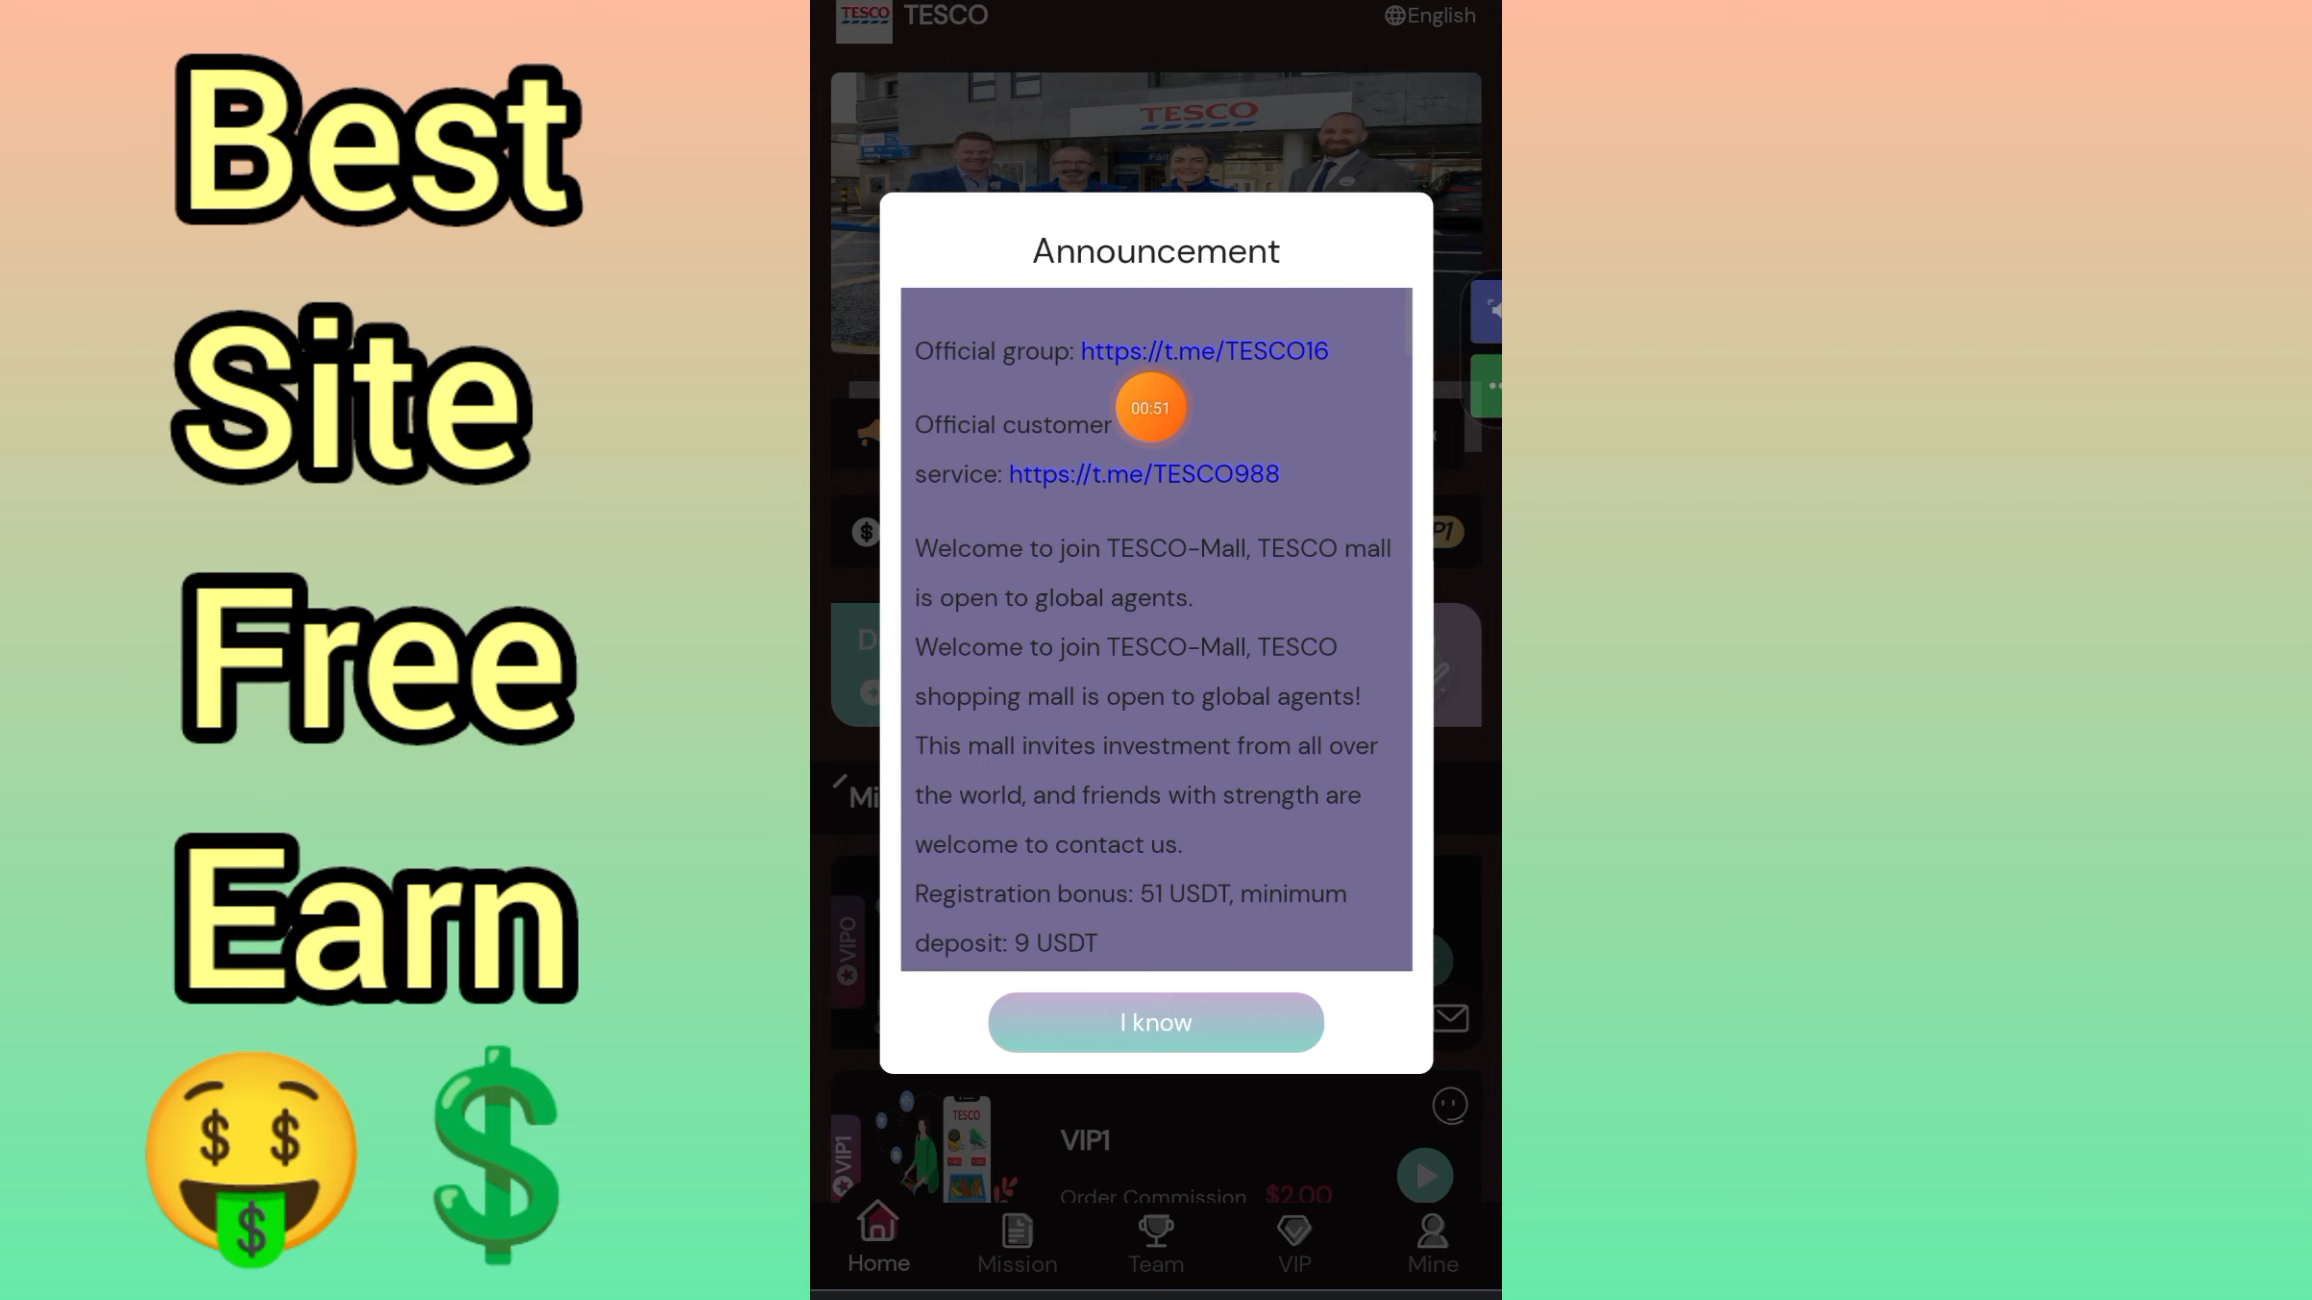 Best
Site
Free
Earn
TESCO
TESCO
English
TESCO
Announcement
Official group: https://t.me/TESCO16
00:51
Official customer
service: https://t.me/TESCO988
Welcome to join TESCO-Mall, TESCO mall
is open to global agents.
Welcome to join TESCO-Mall, TESCO
shopping mall is open to global agents!
This mall invites investment from all over
the world, and friends with strength are
welcome to contact us.
Registration bonus: 51 USDT, minimum
deposit: 9 USDT
I know
VIP0
TESCO
VIP1
VIP1
Order Commission $2.00
Home Mission Team VIP Mine